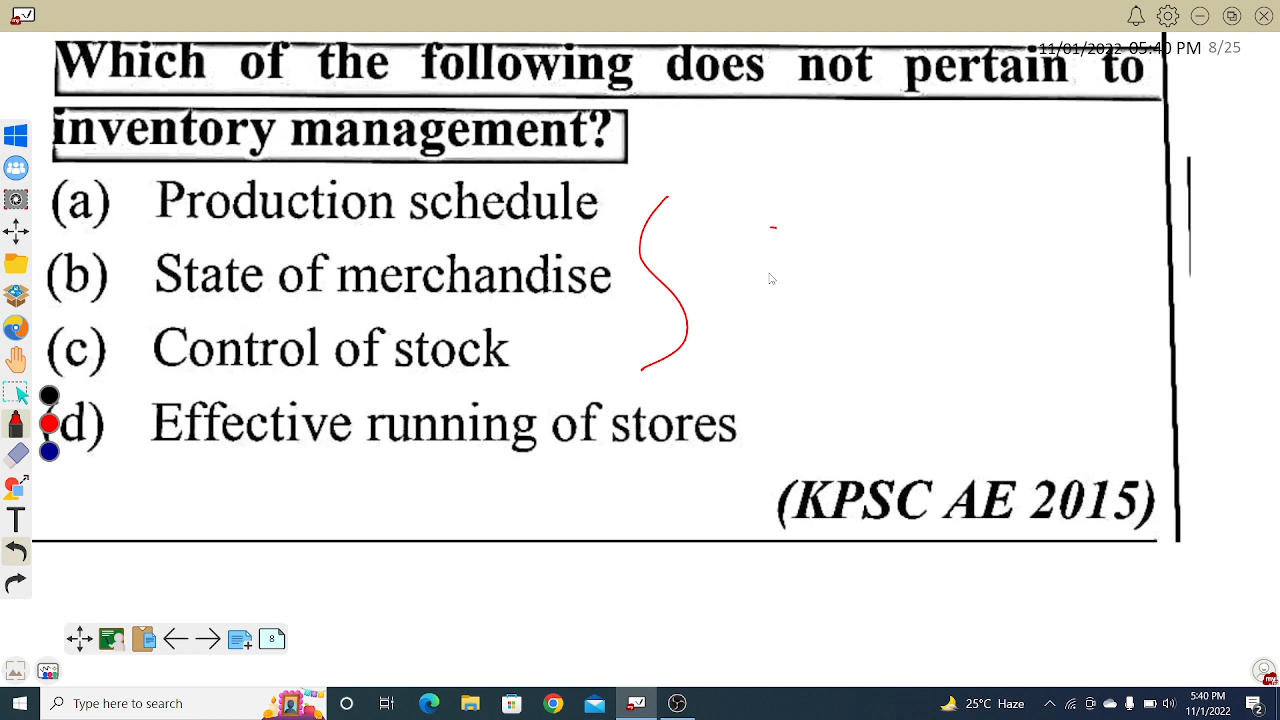 11/01/2022 05:40 PM 8/25
Which of the following does not pertain to
inventory management?
(a) Production schedule
(b) State of merchandise
(c) Control of stock
(d) Effective running of stores
(KPSC AE 2015)
T
8
Type here to search
25°C Haze
5:40 PM
11/1/2022
2